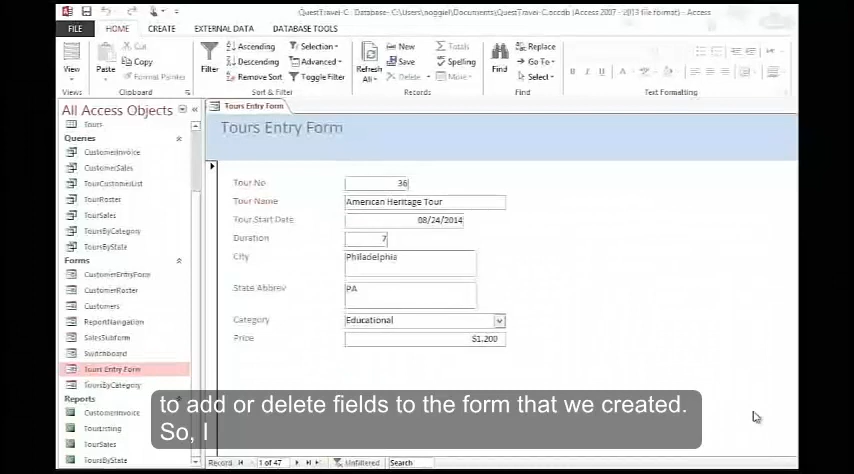 QuestTravel-C : Database- C:\Users\noggiel\Documents\QuestTravel-C.accdb (Access 2007 - 2013 file format) - Access
FILE HOME CREATE EXTERNAL DATA DATABASE TOOLS
View
Views
Paste
Cut
Copy
Format Painter
Clipboard
Filter
Ascending
Descending
Remove Sort
Selection
Advanced
Toggle Filter
Sort & Filter
Refresh
All
New
Save
Delete
Totals
Spelling
More
Records
Find
Replace
Go To
Select
Find
Text Formatting
All Access Objects
Tours
Queries
CustomerInvoice
CustomerSales
TourCustomerList
TourRoster
TourSales
ToursByCategory
ToursByState
Forms
CustomerEntryForm
CustomerRoster
Customers
ReportNavigation
SalesSubform
Switchboard
Tours Entry Form
ToursByCategory
Reports
CustomerInvoice
TourListing
TourSales
ToursByState
Tours Entry Form
Tours Entry Form
Tour No 36
Tour Name American Heritage Tour
Tour Start Date 08/24/2014
Duration 7
City Philadelphia
State Abbrev PA
Category Educational
Price $1,200
to add or delete fields to the form that we created.
So, I
Record: 1 of 47 Unfiltered Search